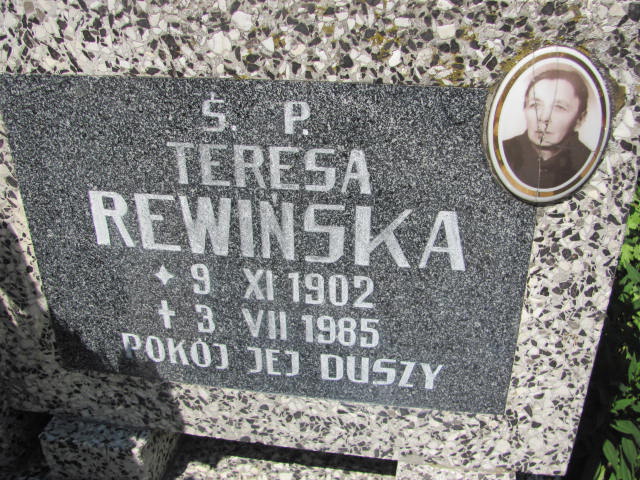 Ś. P.
TERESA
REWIŃSKA
✦ 9 XI 1902
✝ 3 VII 1985
POKÓJ JEJ DUSZY